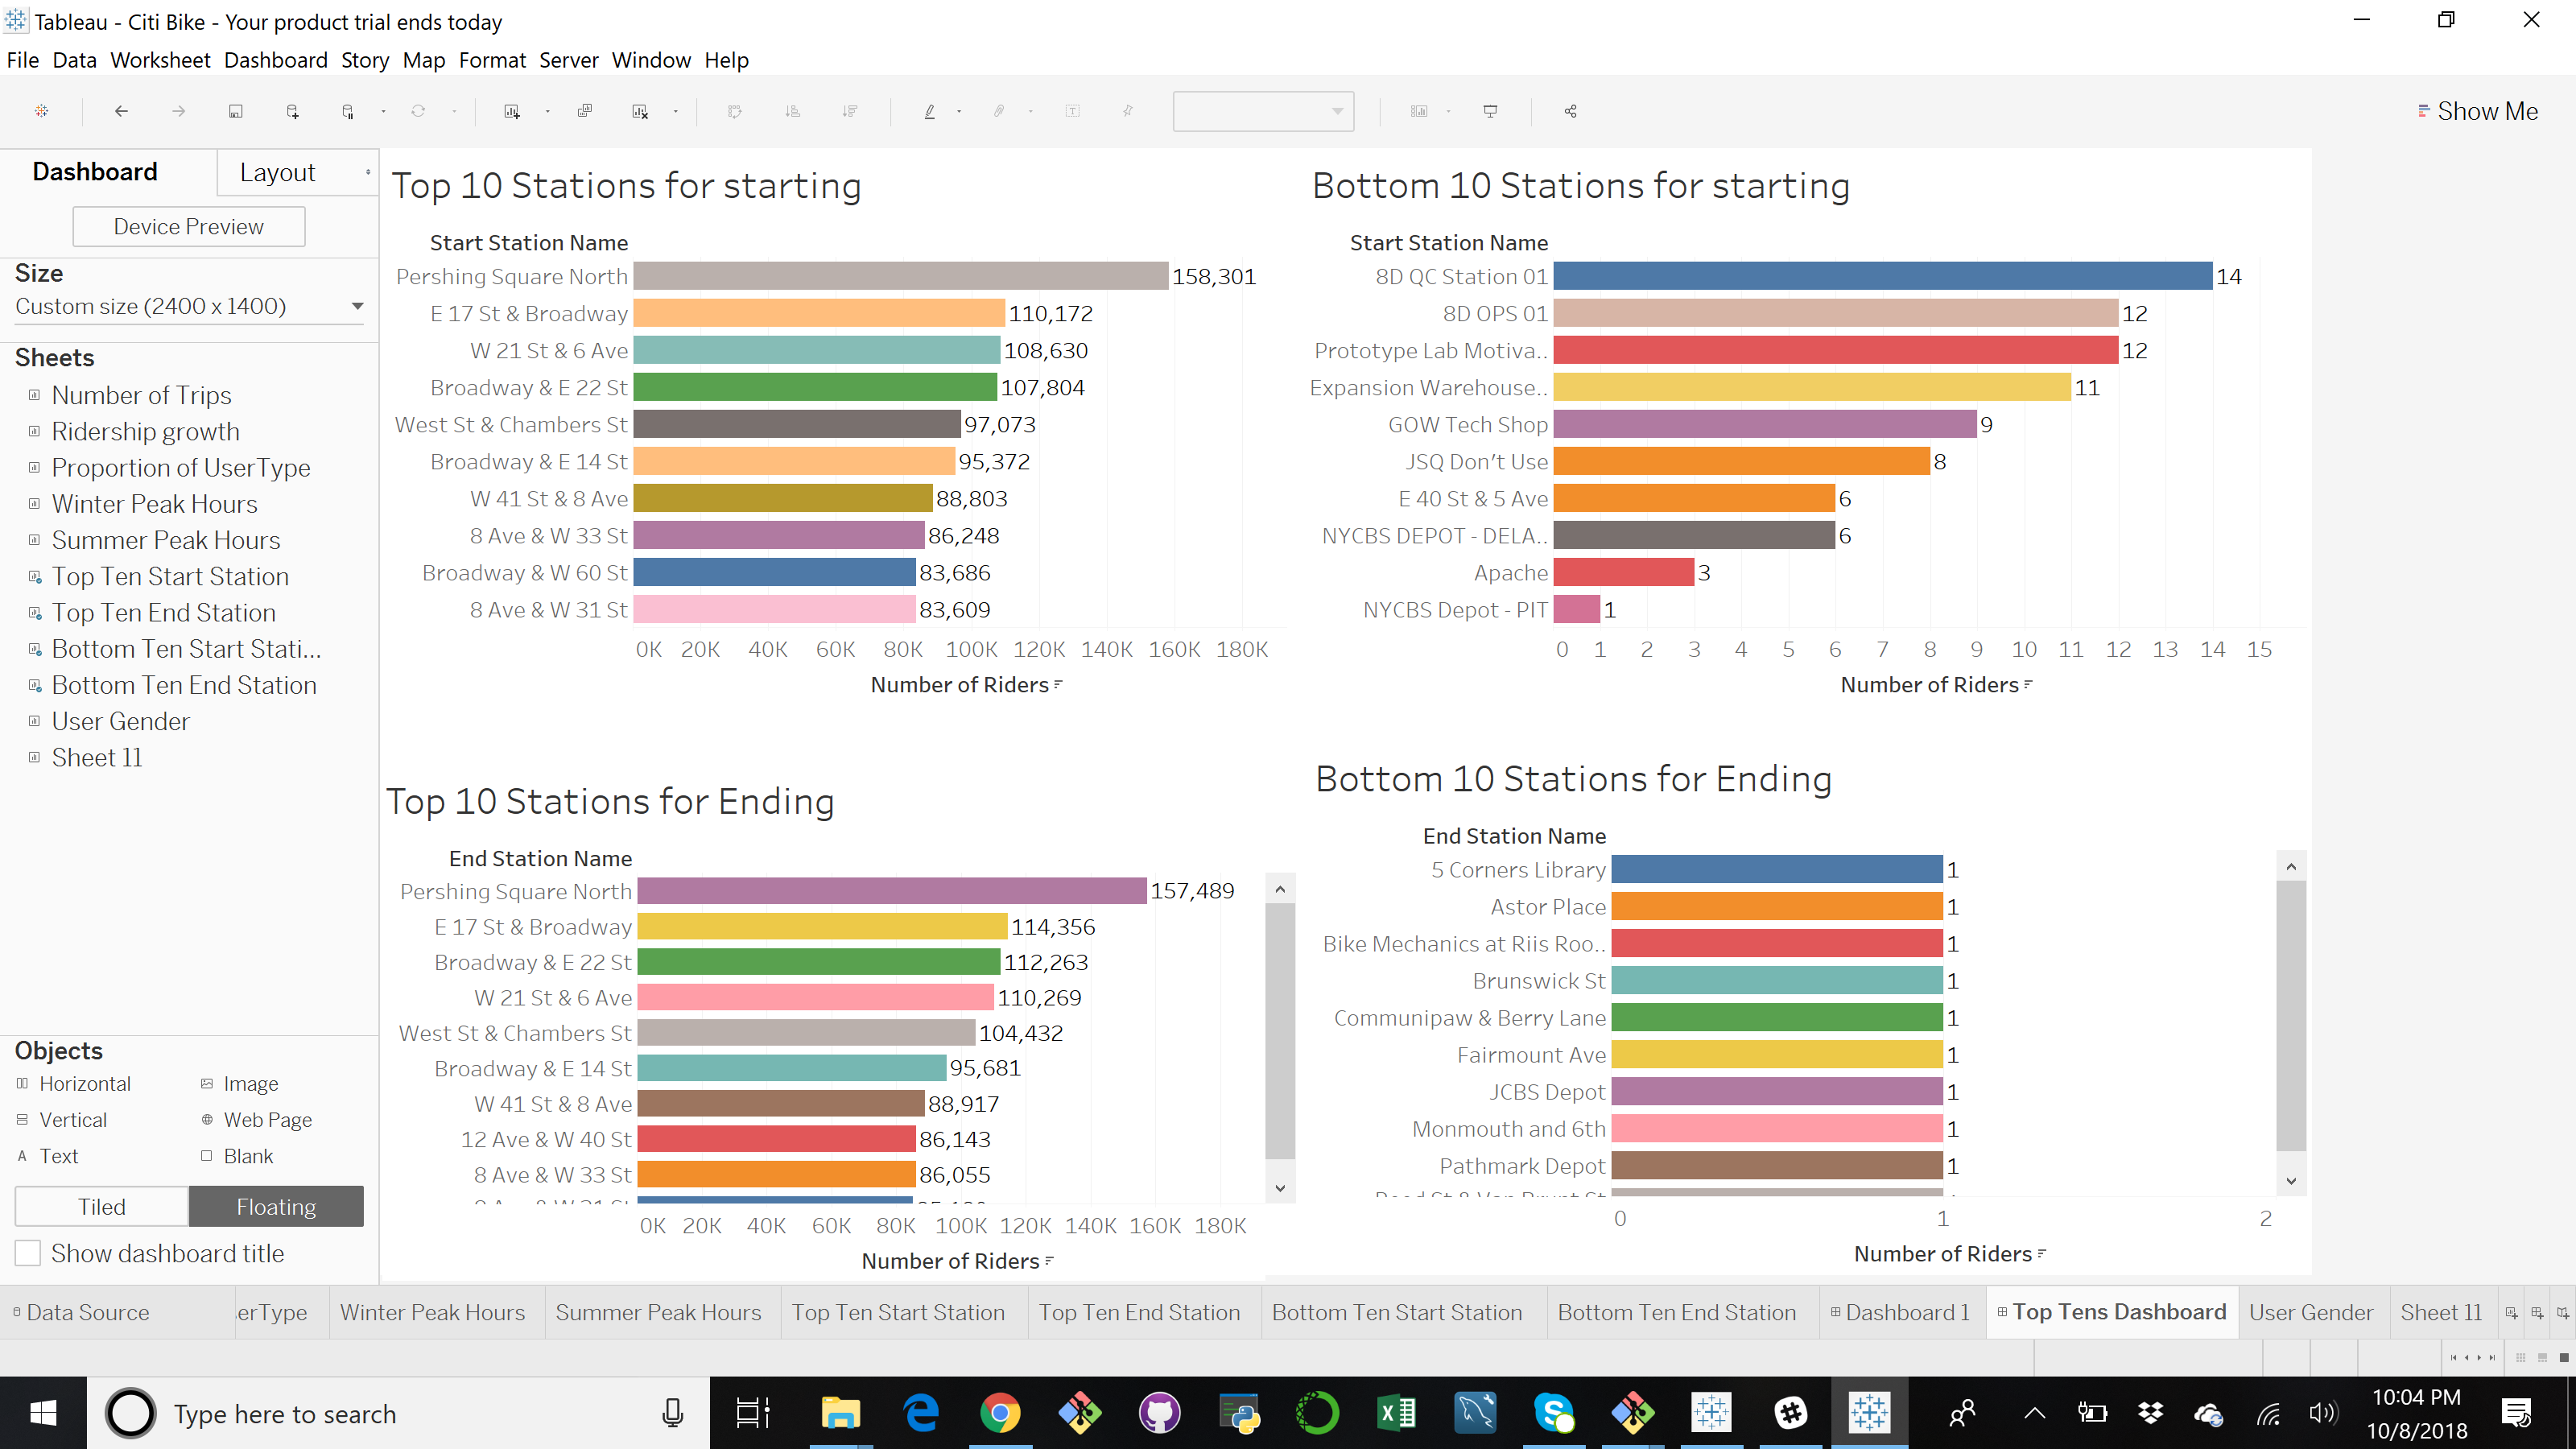 Tableau - Citi Bike - Your product trial ends today
File Data Worksheet Dashboard Story Map Format Server Window Help
Show Me
Dashboard
Layout
Device Preview
Size
Custom size (2400 x 1400)
Sheets
Number of Trips
Ridership growth
Proportion of UserType
Winter Peak Hours
Summer Peak Hours
Top Ten Start Station
Top Ten End Station
Bottom Ten Start Stati...
Bottom Ten End Station
User Gender
Sheet 11
Objects
Horizontal Image
Vertical Web Page
A Text Blank
Tiled Floating
Show dashboard title
Top 10 Stations for starting
Start Station Name
Pershing Square North 158,301
E 17 St & Broadway 110,172
W 21 St & 6 Ave 108,630
Broadway & E 22 St 107,804
West St & Chambers St 97,073
Broadway & E 14 St 95,372
W 41 St & 8 Ave 88,803
8 Ave & W 33 St 86,248
Broadway & W 60 St 83,686
8 Ave & W 31 St 83,609
0K 20K 40K 60K 80K 100K 120K 140K 160K 180K
Number of Riders
Bottom 10 Stations for starting
Start Station Name
8D QC Station 01 14
8D OPS 01 12
Prototype Lab Motiva.. 12
Expansion Warehouse.. 11
GOW Tech Shop 9
JSQ Don't Use 8
E 40 St & 5 Ave 6
NYCBS DEPOT - DELA.. 6
Apache 3
NYCBS Depot - PIT 1
0 1 2 3 4 5 6 7 8 9 10 11 12 13 14 15
Number of Riders
Top 10 Stations for Ending
End Station Name
Pershing Square North 157,489
E 17 St & Broadway 114,356
Broadway & E 22 St 112,263
W 21 St & 6 Ave 110,269
West St & Chambers St 104,432
Broadway & E 14 St 95,681
W 41 St & 8 Ave 88,917
12 Ave & W 40 St 86,143
8 Ave & W 33 St 86,055
0K 20K 40K 60K 80K 100K 120K 140K 160K 180K
Number of Riders
Bottom 10 Stations for Ending
End Station Name
5 Corners Library 1
Astor Place 1
Bike Mechanics at Riis Roo.. 1
Brunswick St 1
Communipaw & Berry Lane 1
Fairmount Ave 1
JCBS Depot 1
Monmouth and 6th 1
Pathmark Depot 1
0 1 2
Number of Riders
Data Source erType Winter Peak Hours Summer Peak Hours Top Ten Start Station Top Ten End Station Bottom Ten Start Station Bottom Ten End Station Dashboard 1 Top Tens Dashboard User Gender Sheet 11
Type here to search
10:04 PM
10/8/2018